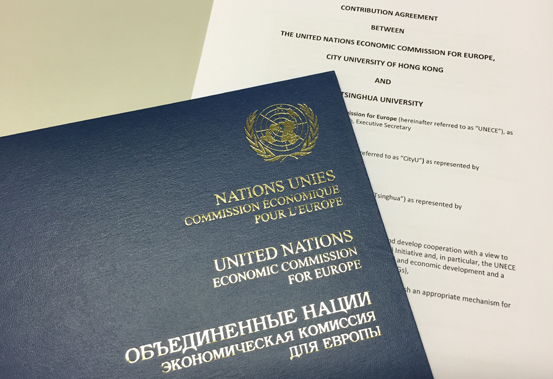 CONTRIBUTION AGREEMENT
BETWEEN
THE UNITED NATIONS ECONOMIC COMMISSION FOR EUROPE,
CITY UNIVERSITY OF HONG KONG
AND
TSINGHUA UNIVERSITY
mission for Europe (hereinafter referred to as "UNECE"), as
, Executive Secretary
eferred to as "CityU") as represented by
Tsinghua") as represented by
nd develop cooperation with a view to
Initiative and, in particular, the UNECE
and economic development and a
Gs),
h an appropriate mechanism for
NATIONS UNIES
COMMISSION ÉCONOMIQUE
POUR L'EUROPE
UNITED NATIONS
ECONOMIC COMMISSION
FOR EUROPE
ОБЪЕДИНЕННЫЕ НАЦИИ
ЭКОНОМИЧЕСКАЯ КОМИССИЯ
ДЛЯ ЕВРОПЫ